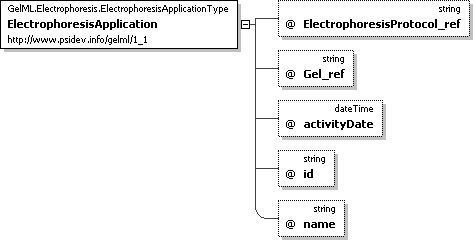 GelML.Electrophoresis.ElectrophoresisApplicationType
ElectrophoresisApplication
http://www.psidev.info/gelml/1_1
string
@ ElectrophoresisProtocol_ref
string
@ Gel_ref
dateTime
@ activityDate
string
@ id
string
@ name